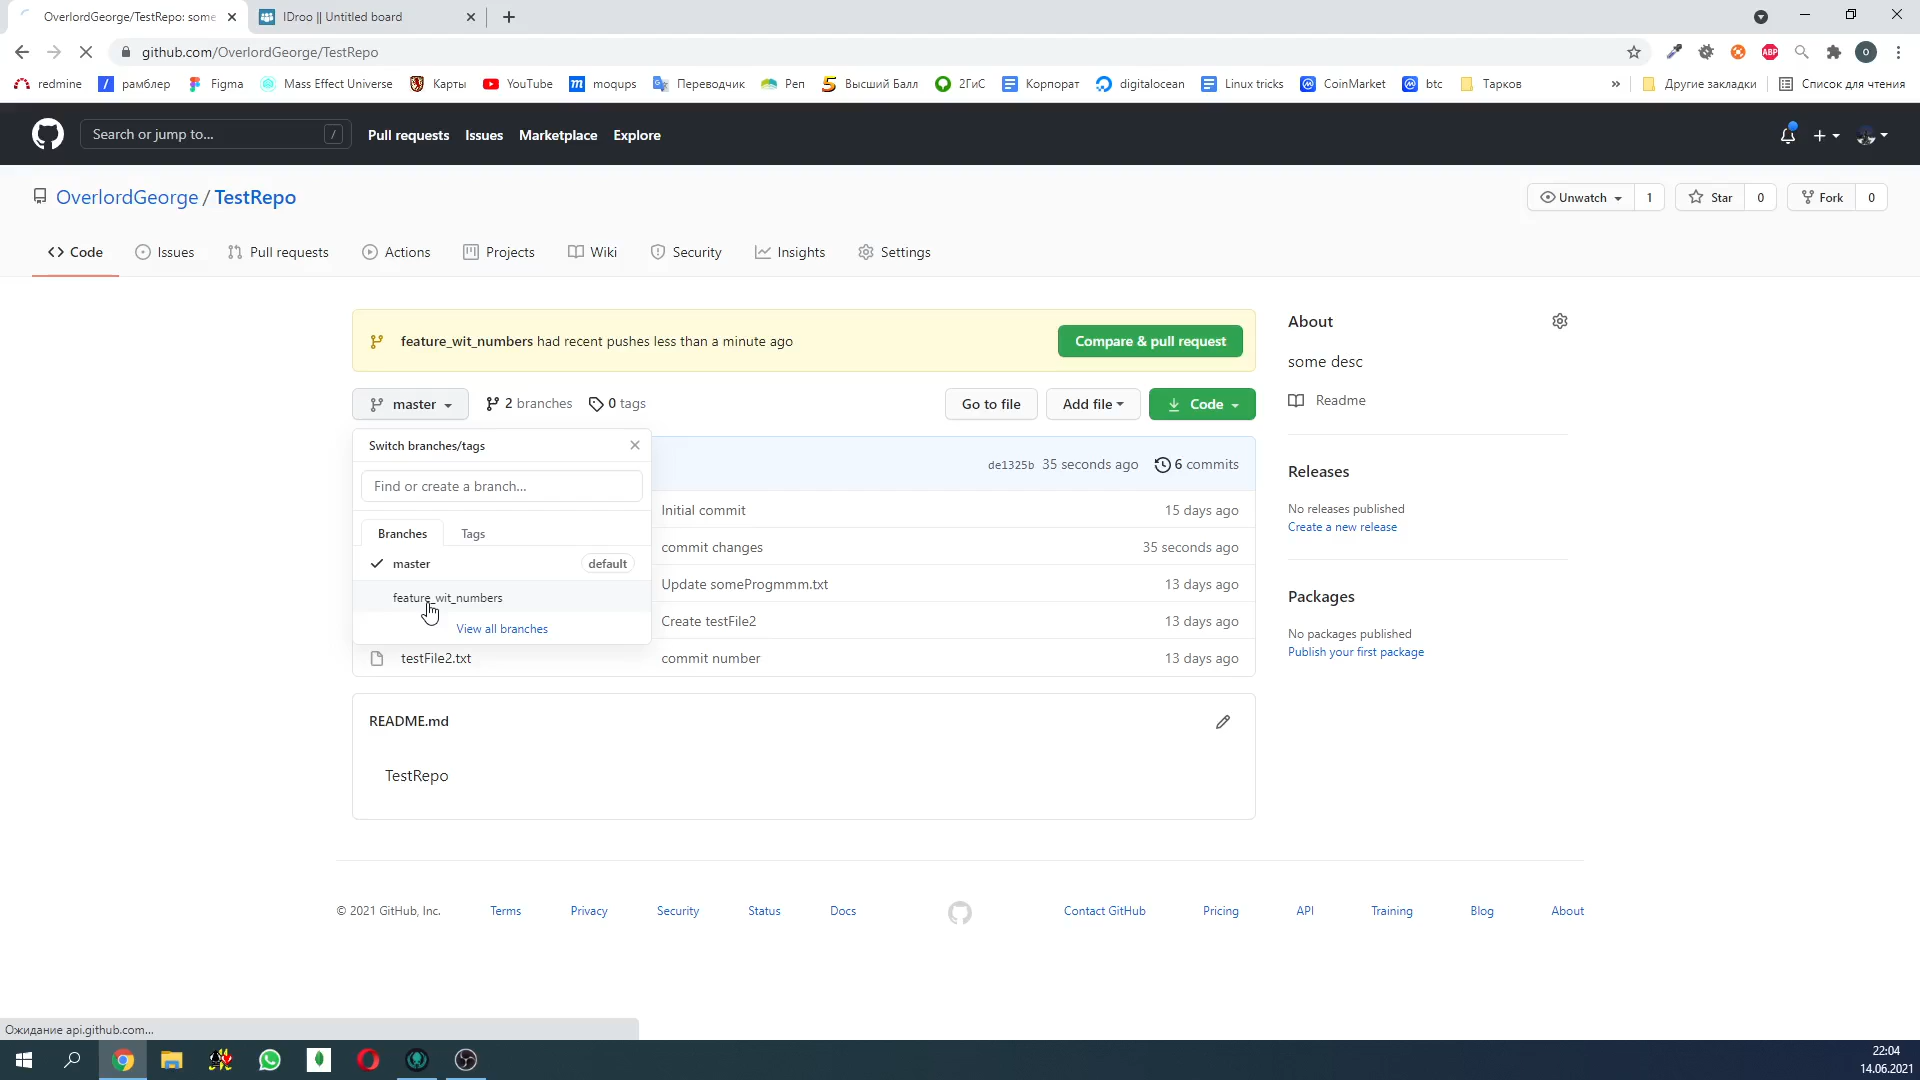 OverlordGeorge/TestRepo: some
IDroo || Untitled board
github.com/OverlordGeorge/TestRepo
ABP
O
redmine
рамблер
Figma
Mass Effect Universe
Карты
YouTube
moqups
Переводчик
Реп
Высший Балл
2ГиС
Корпорат
digitalocean
Linux tricks
CoinMarket
btc
Тарков
»
Другие закладки
Список для чтения
Search or jump to...
/
Pull requests
Issues
Marketplace
Explore
OverlordGeorge / TestRepo
Unwatch
1
Star
0
Fork
0
Code
Issues
Pull requests
Actions
Projects
Wiki
Security
Insights
Settings
feature_wit_numbers had recent pushes less than a minute ago
Compare & pull request
About
some desc
Readme
master
2 branches
0 tags
Go to file
Add file
Code
Switch branches/tags
Find or create a branch...
Branches
Tags
master
default
feature_wit_numbers
View all branches
de1325b 35 seconds ago
6 commits
Initial commit
15 days ago
commit changes
35 seconds ago
Update someProgmmm.txt
13 days ago
Create testFile2
13 days ago
testFile2.txt
commit number
13 days ago
Releases
No releases published
Create a new release
Packages
No packages published
Publish your first package
README.md
TestRepo
© 2021 GitHub, Inc.
Terms
Privacy
Security
Status
Docs
Contact GitHub
Pricing
API
Training
Blog
About
Ожидание api.github.com...
22:04
14.06.2021